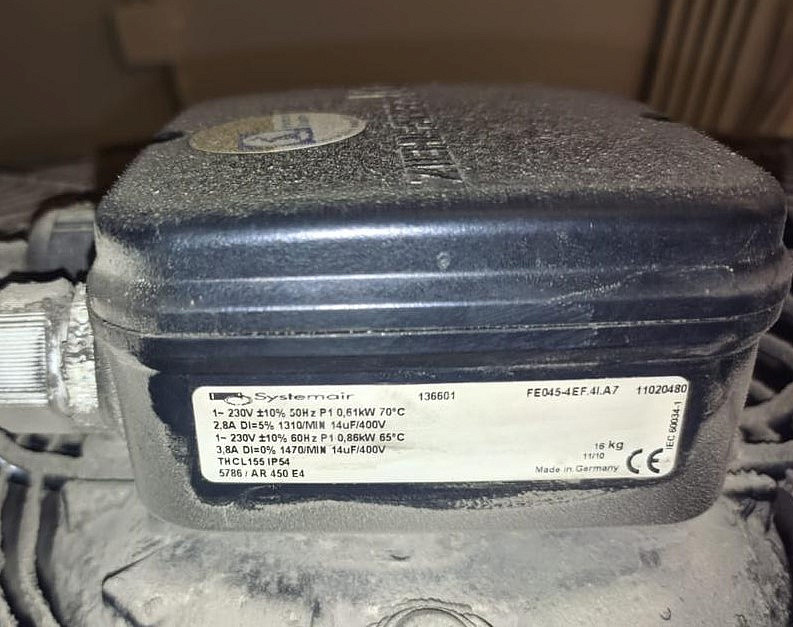 Systemair 136601 FE045-4EF.4I.A7 11020480
1~ 230V ±10% 50Hz P1 0,61kW 70°C
2,8A DI=5% 1310/MIN 14uF/400V
1~ 230V ±10% 60Hz P1 0,86kW 65°C
3,8A DI=0% 1470/MIN 14uF/400V
THCL155 IP54
5786 / AR 450 E4
16 kg
11/10
Made in Germany CE
IEC 60034-1